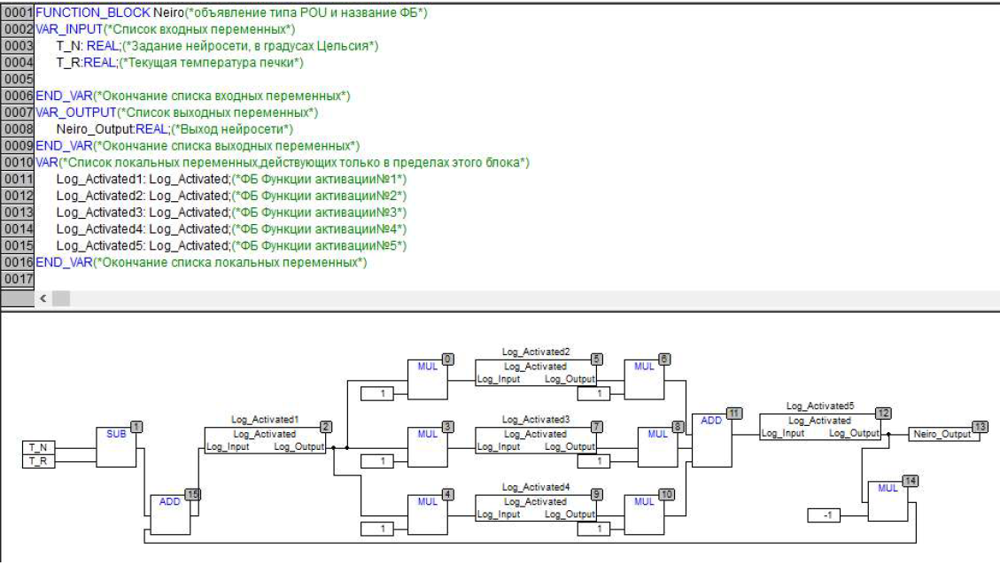 0001 FUNCTION_BLOCK Neiro(*объявление типа POU и название ФБ*)
0002 VAR_INPUT(*Список входных переменных*)
0003 T_N: REAL;(*Задание нейросети, в градусах Цельсия*)
0004 T_R:REAL;(*Текущая температура печки*)
0005
0006 END_VAR(*Окончание списка входных переменных*)
0007 VAR_OUTPUT(*Список выходных переменных*)
0008 Neiro_Output:REAL;(*Выход нейросети*)
0009 END_VAR(*Окончание списка выходных переменных*)
0010 VAR(*Список локальных переменных,действующих только в пределах этого блока*)
0011 Log_Activated1: Log_Activated;(*ФБ Функции активации№1*)
0012 Log_Activated2: Log_Activated;(*ФБ Функции активации№2*)
0013 Log_Activated3: Log_Activated;(*ФБ Функции активации№3*)
0014 Log_Activated4: Log_Activated;(*ФБ Функции активации№4*)
0015 Log_Activated5: Log_Activated;(*ФБ Функции активации№5*)
0016 END_VAR(*Окончание списка локальных переменных*)
0017
Log_Activated2
MUL 0 Log_Activated 5 MUL 6
Log_Input Log_Output
1 1
Log_Activated1 Log_Activated3 Log_Activated5
SUB 1 Log_Activated 2 MUL 3 Log_Activated 7 MUL 8 ADD 11 Log_Activated 12 13
T_N Log_Input Log_Output Log_Input Log_Output Log_Input Log_Output Neiro_Output
T_R 1 1
Log_Activated4
ADD 15 MUL 4 Log_Activated 9 MUL 10 MUL 14
Log_Input Log_Output -1
1 1